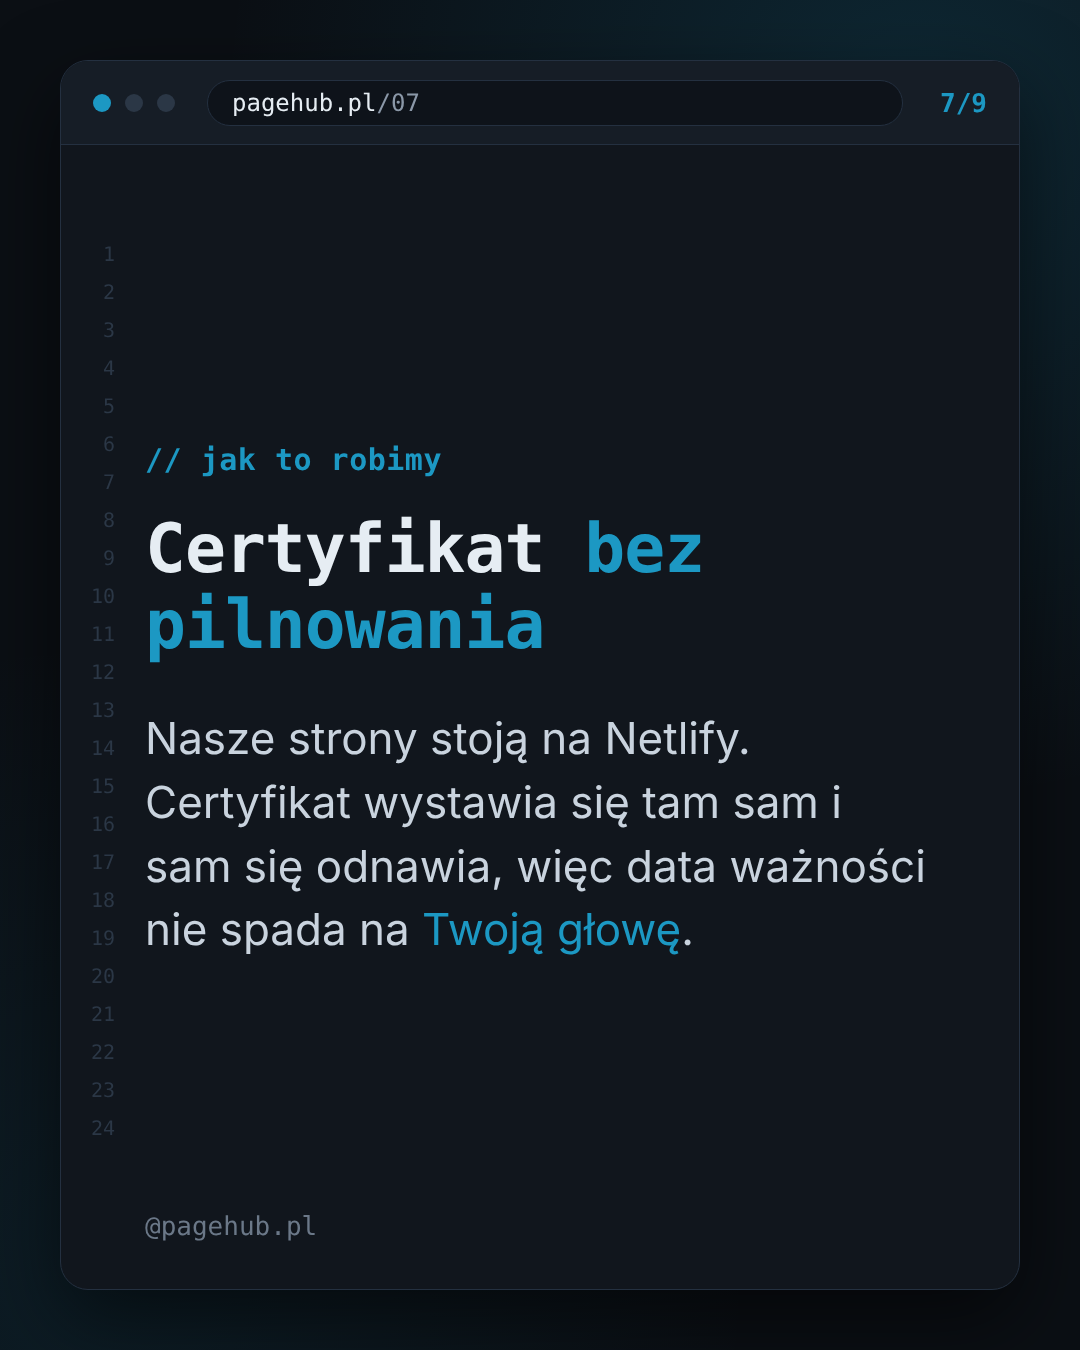 pagehub.pl/07
7/9
1
2
3
4
5
6
7
8
9
10
11
12
13
14
15
16
17
18
19
20
21
22
23
24
// jak to robimy
Certyfikat bez
pilnowania
Nasze strony stoją na Netlify.
Certyfikat wystawia się tam sam i
sam się odnawia, więc data ważności
nie spada na Twoją głowę.
@pagehub.pl